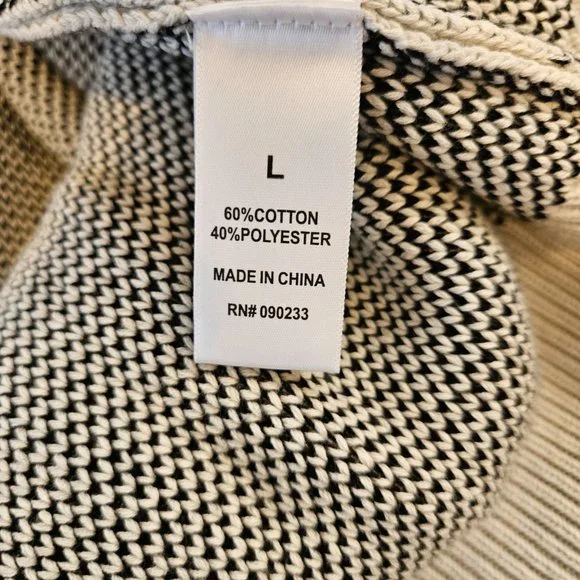 L
60%COTTON
40%POLYESTER
MADE IN CHINA
RN# 090233